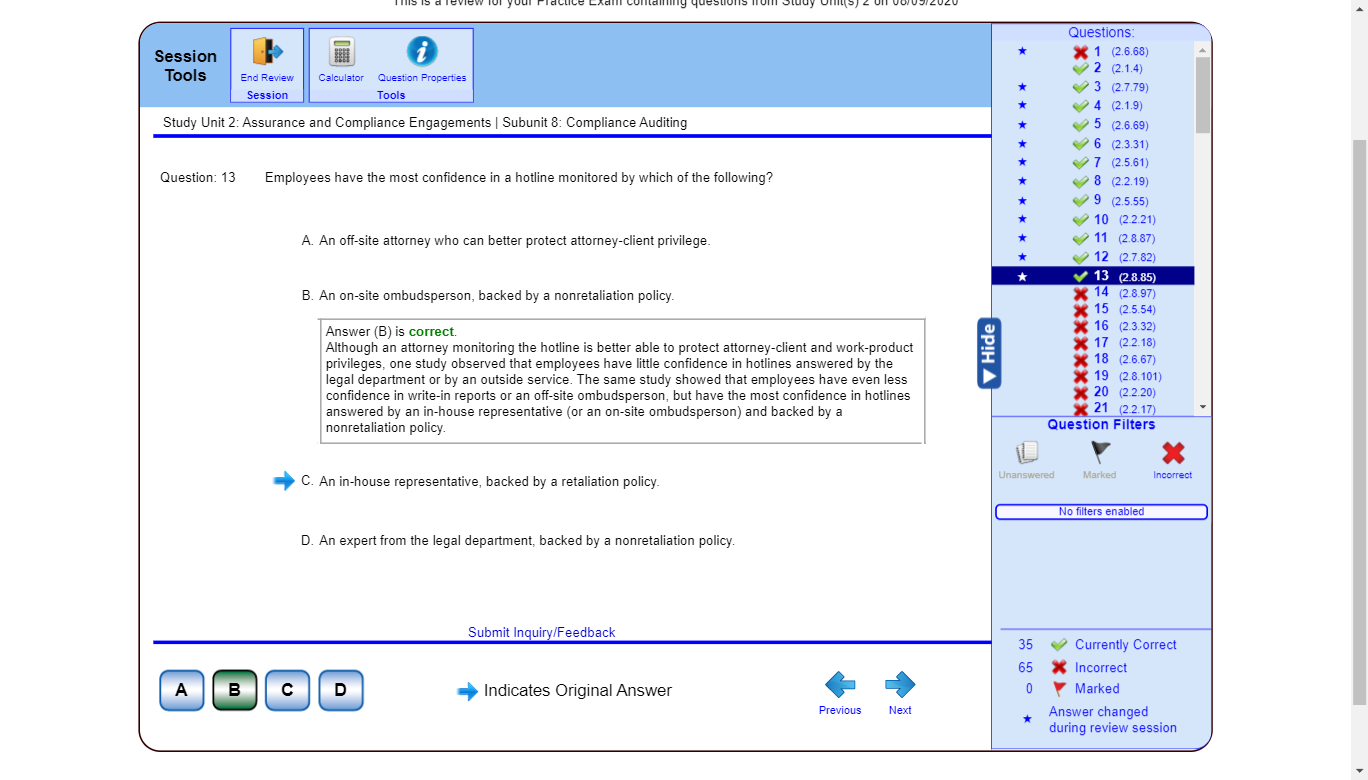 This is a review for your Practice Exam containing questions from Study Unit(s) 2 on 08/09/2020
Session
Tools
End Review
Session
Calculator
Question Properties
Tools
Study Unit 2: Assurance and Compliance Engagements | Subunit 8: Compliance Auditing
Question: 13
Employees have the most confidence in a hotline monitored by which of the following?
A. An off-site attorney who can better protect attorney-client privilege.
B. An on-site ombudsperson, backed by a nonretaliation policy.
Answer (B) is correct.
Although an attorney monitoring the hotline is better able to protect attorney-client and work-product
privileges, one study observed that employees have little confidence in hotlines answered by the
legal department or by an outside service. The same study showed that employees have even less
confidence in write-in reports or an off-site ombudsperson, but have the most confidence in hotlines
answered by an in-house representative (or an on-site ombudsperson) and backed by a
nonretaliation policy.
C. An in-house representative, backed by a retaliation policy.
D. An expert from the legal department, backed by a nonretaliation policy.
Submit Inquiry/Feedback
A
B
C
D
Indicates Original Answer
Previous
Next
Hide
Questions:
1 (2.6.68)
2 (2.1.4)
3 (2.7.79)
4 (2.1.9)
5 (2.6.69)
6 (2.3.31)
7 (2.5.61)
8 (2.2.19)
9 (2.5.55)
10 (2.2.21)
11 (2.8.87)
12 (2.7.82)
13 (2.8.85)
14 (2.8.97)
15 (2.5.54)
16 (2.3.32)
17 (2.2.18)
18 (2.6.67)
19 (2.8.101)
20 (2.2.20)
21 (2.2.17)
Question Filters
Unanswered
Marked
Incorrect
No filters enabled
35 Currently Correct
65 Incorrect
0 Marked
Answer changed
during review session